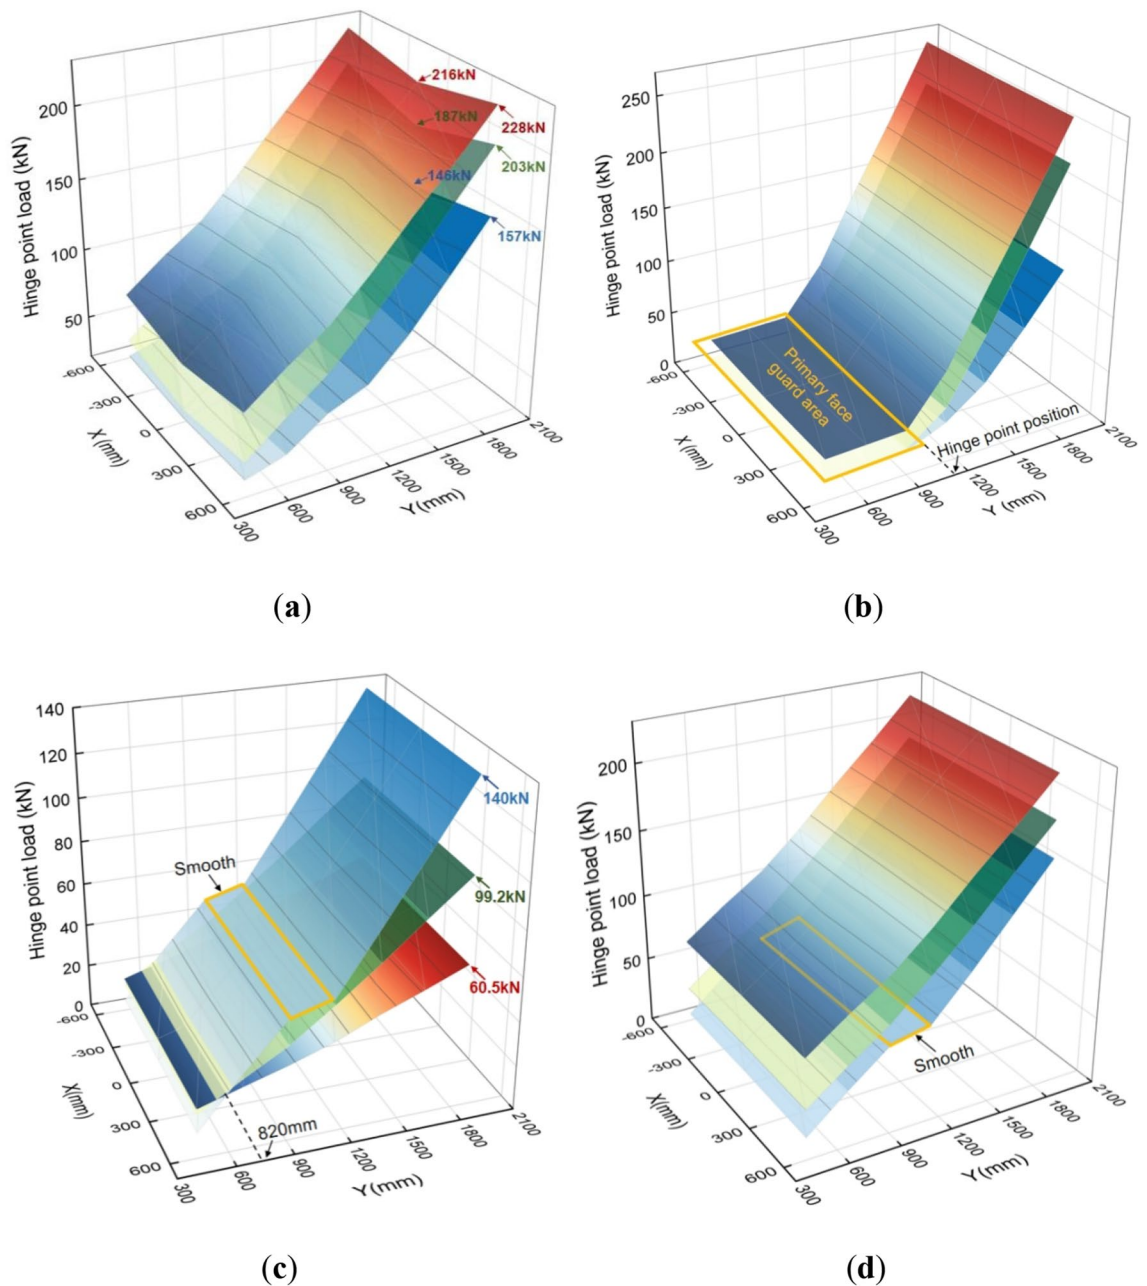 Hinge point load (kN)
200
150
100
50
-600
-300
0
300
600
X (mm)
300
600
900
1200
1500
1800
2100
Y(mm)
216kN
187kN
228kN
203kN
146kN
157kN
(a)
Hinge point load (kN)
250
200
150
100
50
0
-600
-300
0
300
600
X (mm)
300
600
900
1200
1500
1800
2100
Y (mm)
Primary face
guard area
Hinge point position
(b)
Hinge point load (kN)
140
120
100
80
60
40
20
0
-600
-300
0
300
600
X(mm)
300
600
900
1200
1500
1800
2100
Y(mm)
Smooth
140kN
99.2kN
60.5kN
820mm
(c)
Hinge point load (kN)
200
150
100
50
0
-600
-300
0
300
600
X(mm)
300
600
900
1200
1500
1800
2100
Y(mm)
Smooth
(d)